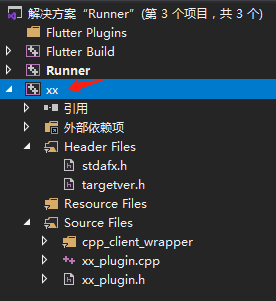 解决方案“Runner”(第 3 个项目，共 3 个)
Flutter Plugins
Flutter Build
Runner
xx
引用
外部依赖项
Header Files
stdafx.h
targetver.h
Resource Files
Source Files
cpp_client_wrapper
xx_plugin.cpp
xx_plugin.h